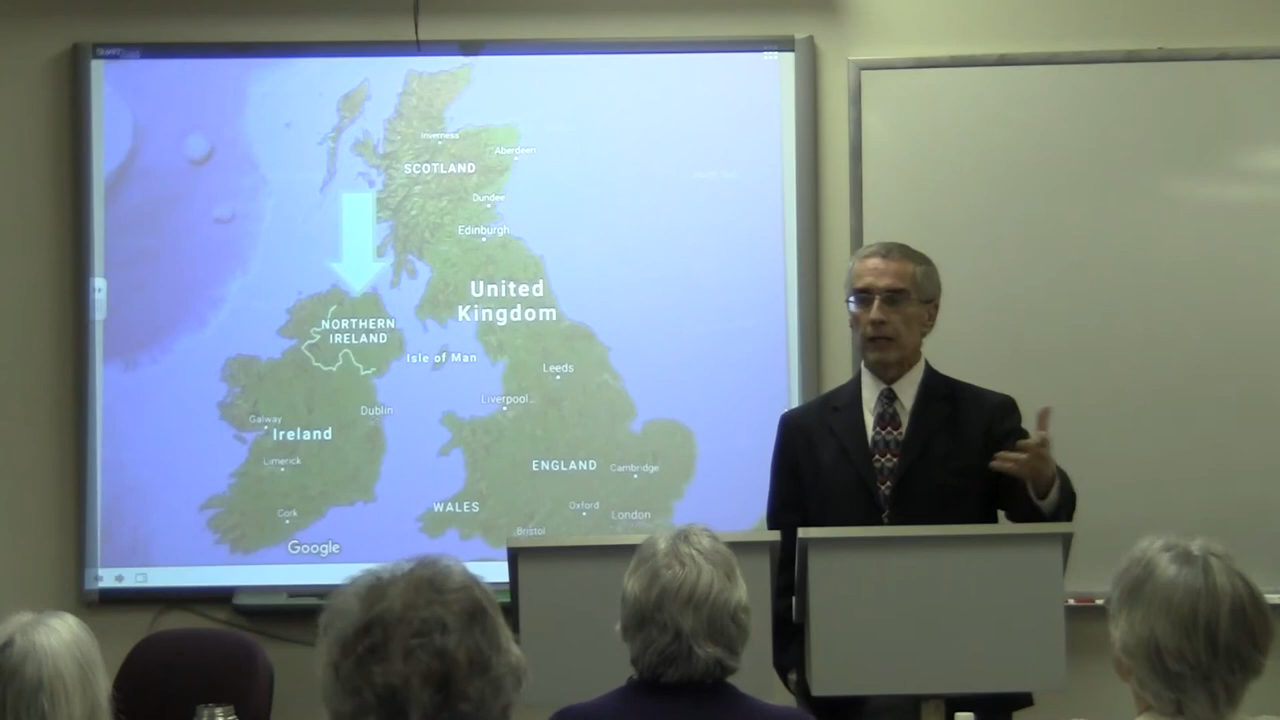 SMART
Inverness
Aberdeen
SCOTLAND
Dundee
Edinburgh
United
Kingdom
NORTHERN
IRELAND
Isle of Man
Leeds
Liverpool
Dublin
Galway
Ireland
Limerick
ENGLAND
Cambridge
WALES
Oxford
London
Cork
Bristol
Google